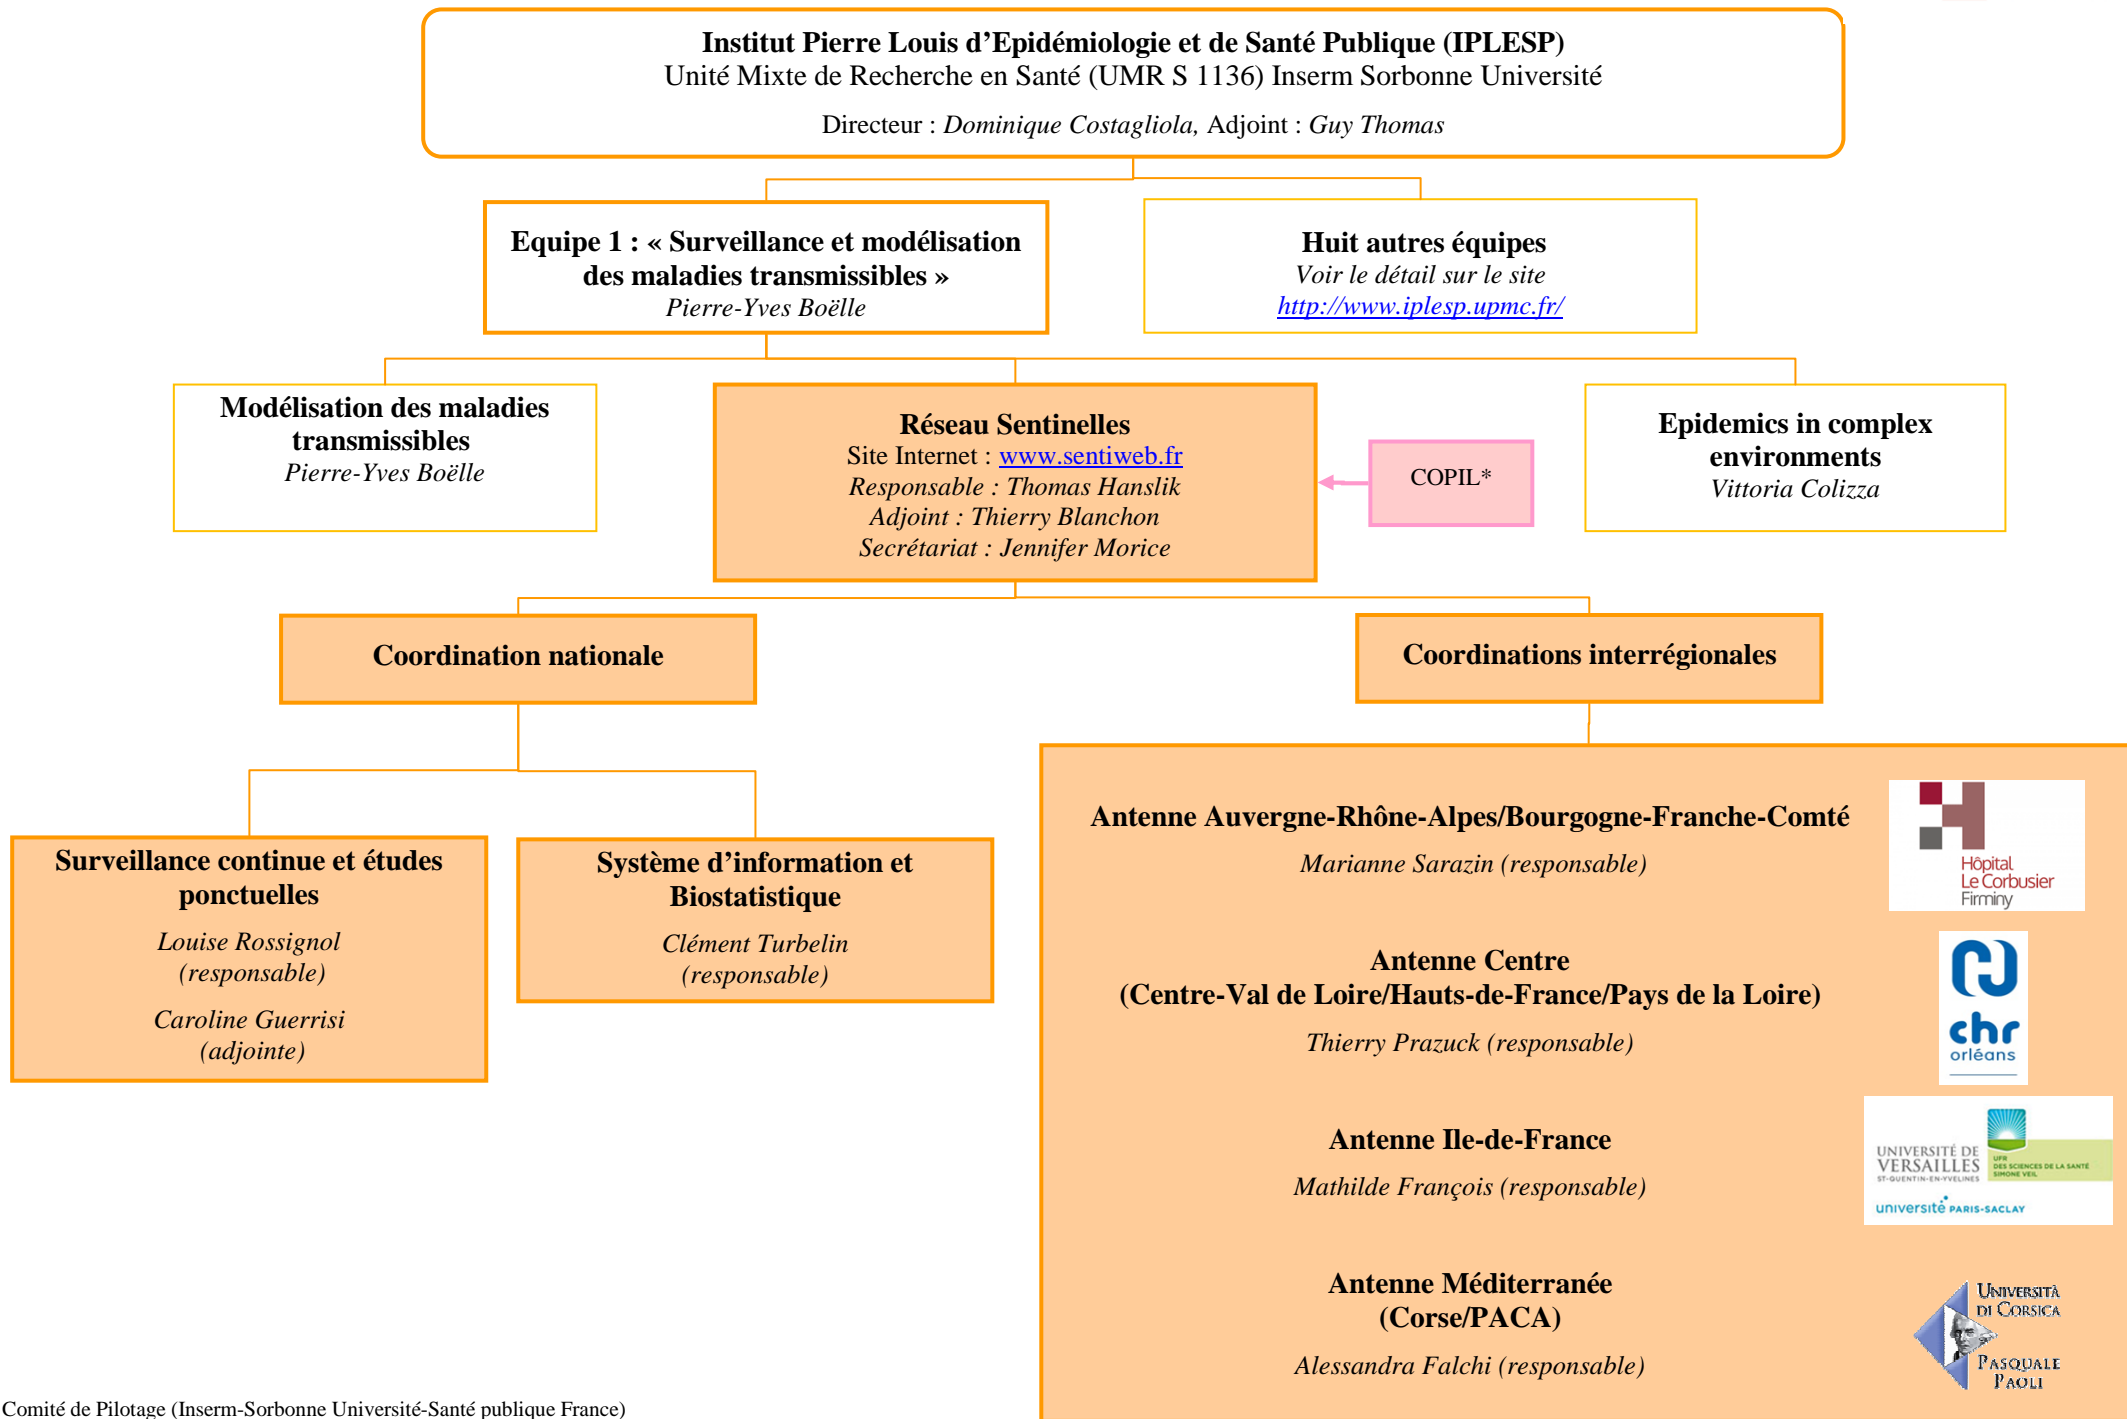 Institut Pierre Louis d'Epidémiologie et de Santé Publique (IPLESP)
Unité Mixte de Recherche en Santé (UMR S 1136) Inserm Sorbonne Université
Directeur : Dominique Costagliola, Adjoint : Guy Thomas
Equipe 1 : « Surveillance et modélisation
des maladies transmissibles »
Pierre-Yves Boëlle
Huit autres équipes
Voir le détail sur le site
http://www.iplesp.upmc.fr/
Modélisation des maladies
transmissibles
Pierre-Yves Boëlle
Réseau Sentinelles
Site Internet : www.sentiweb.fr
Responsable : Thomas Hanslik
Adjoint : Thierry Blanchon
Secrétariat : Jennifer Morice
COPIL*
Epidemics in complex
environments
Vittoria Colizza
Coordination nationale
Coordinations interrégionales
Surveillance continue et études
ponctuelles
Louise Rossignol
(responsable)
Caroline Guerrisi
(adjointe)
Système d'information et
Biostatistique
Clément Turbelin
(responsable)
Antenne Auvergne-Rhône-Alpes/Bourgogne-Franche-Comté
Marianne Sarazin (responsable)
Hôpital
Le Corbusier
Firminy
Antenne Centre
(Centre-Val de Loire/Hauts-de-France/Pays de la Loire)
Thierry Prazuck (responsable)
chr
orléans
Antenne Ile-de-France
Mathilde François (responsable)
UNIVERSITÉ DE
VERSAILLES
ST-QUENTIN-EN-YVELINES
UFR
DES SCIENCES DE LA SANTÉ
SIMONE VEIL
université PARIS-SACLAY
Antenne Méditerranée
(Corse/PACA)
Alessandra Falchi (responsable)
UNIVERSITÀ
DI CORSICA
PASQUALE
PAOLI
Comité de Pilotage (Inserm-Sorbonne Université-Santé publique France)